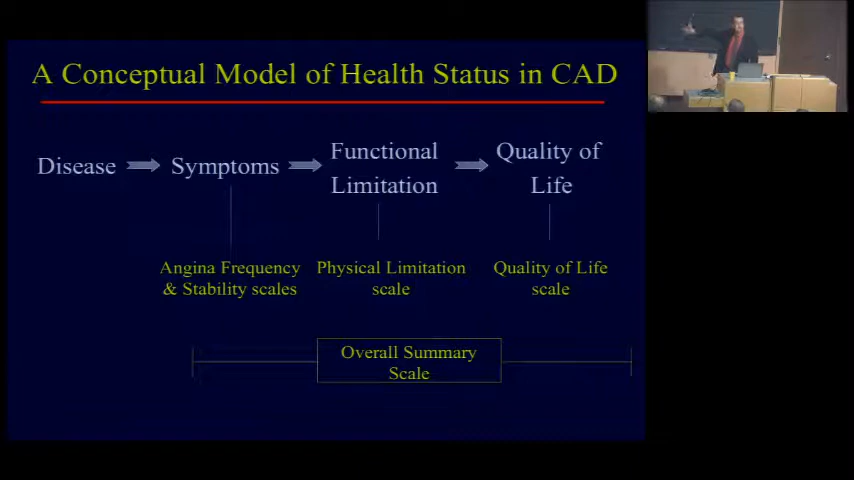 A Conceptual Model of Health Status in CAD
Disease
Symptoms
Functional
Limitation
Quality of
Life
Angina Frequency
& Stability scales
Physical Limitation
scale
Quality of Life
scale
Overall Summary
Scale